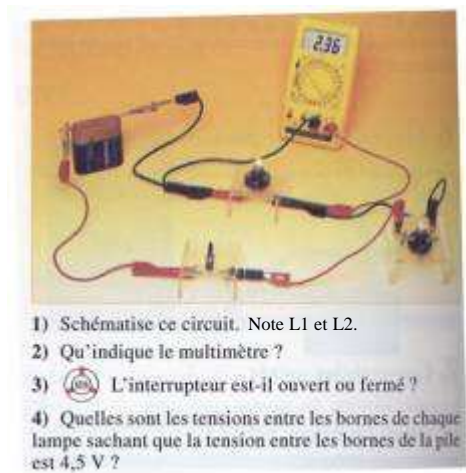 2.36
1) Schématise ce circuit. Note L1 et L2.
2) Qu'indique le multimètre ?
3) L'interrupteur est-il ouvert ou fermé ?
4) Quelles sont les tensions entre les bornes de chaque
lampe sachant que la tension entre les bornes de la pile
est 4,5 V ?